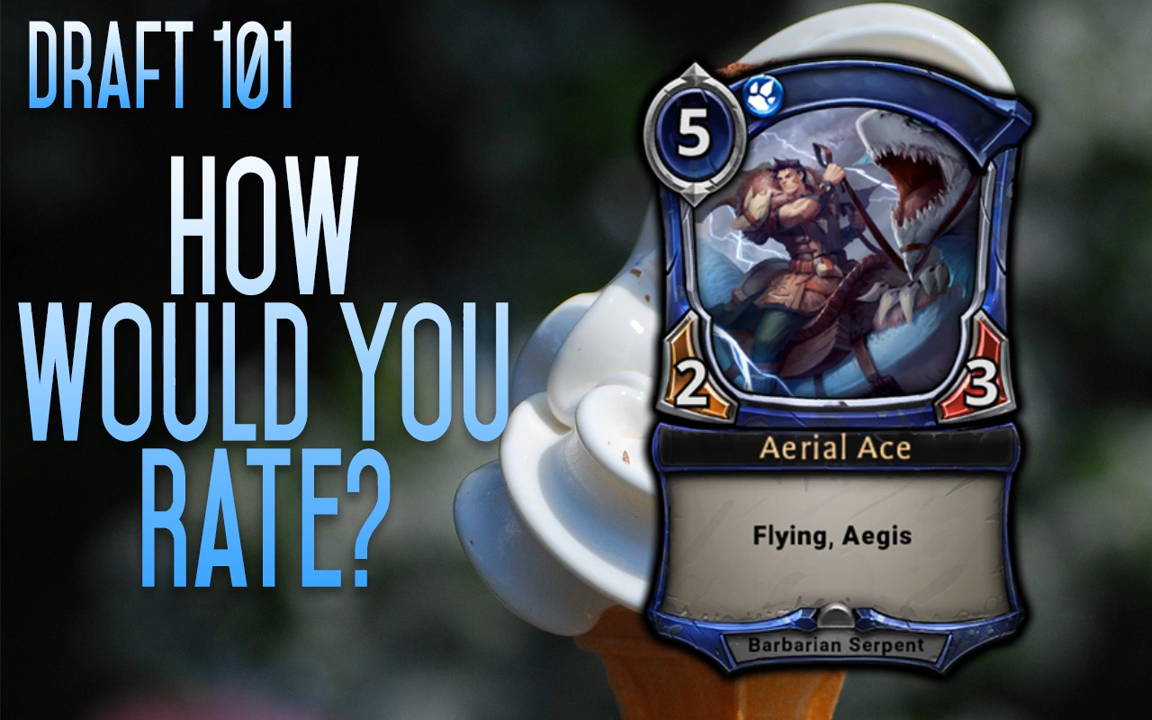 DRAFT 101
HOW
WOULD YOU
RATE?
5
2
3
Aerial Ace
Flying, Aegis
Barbarian Serpent